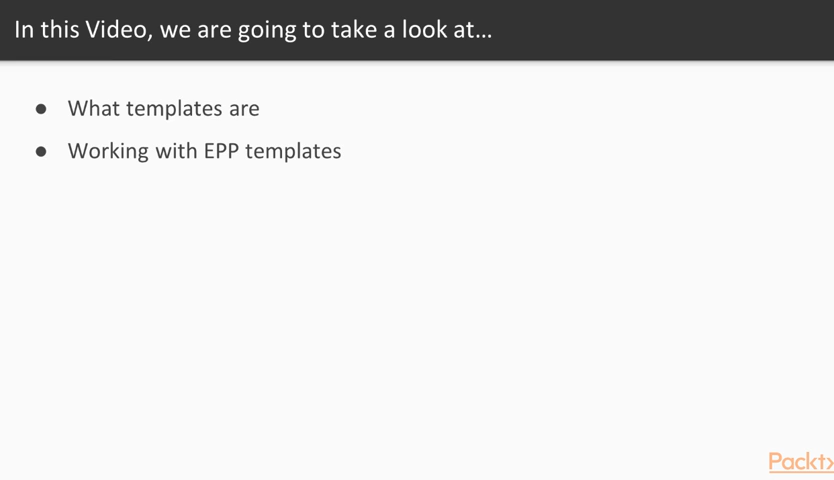 In this Video, we are going to take a look at...
● What templates are
● Working with EPP templates
Packt>